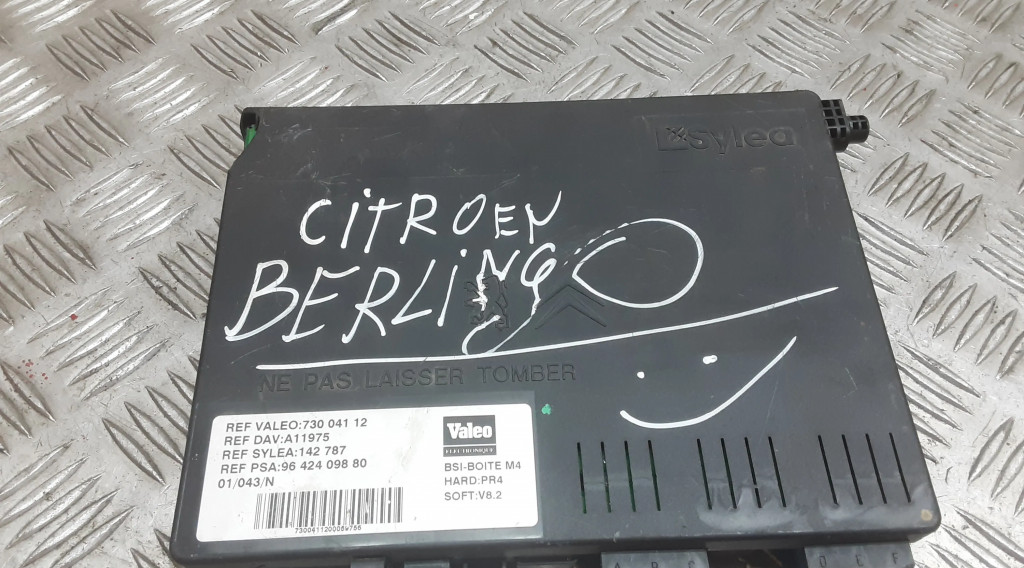 sylea
CITROEN
BERLINGO
NE PAS LAISSER TOMBER
REF VALEO:730 041 12
REF DAV:A11975
REF SYLEA:142 787
REF PSA:96 424 098 80
01/043/N
Valeo
ELECTRONIQUE
BSI-BOITE M4
HARD:PR4
SOFT:V8.2
A B C
D E F